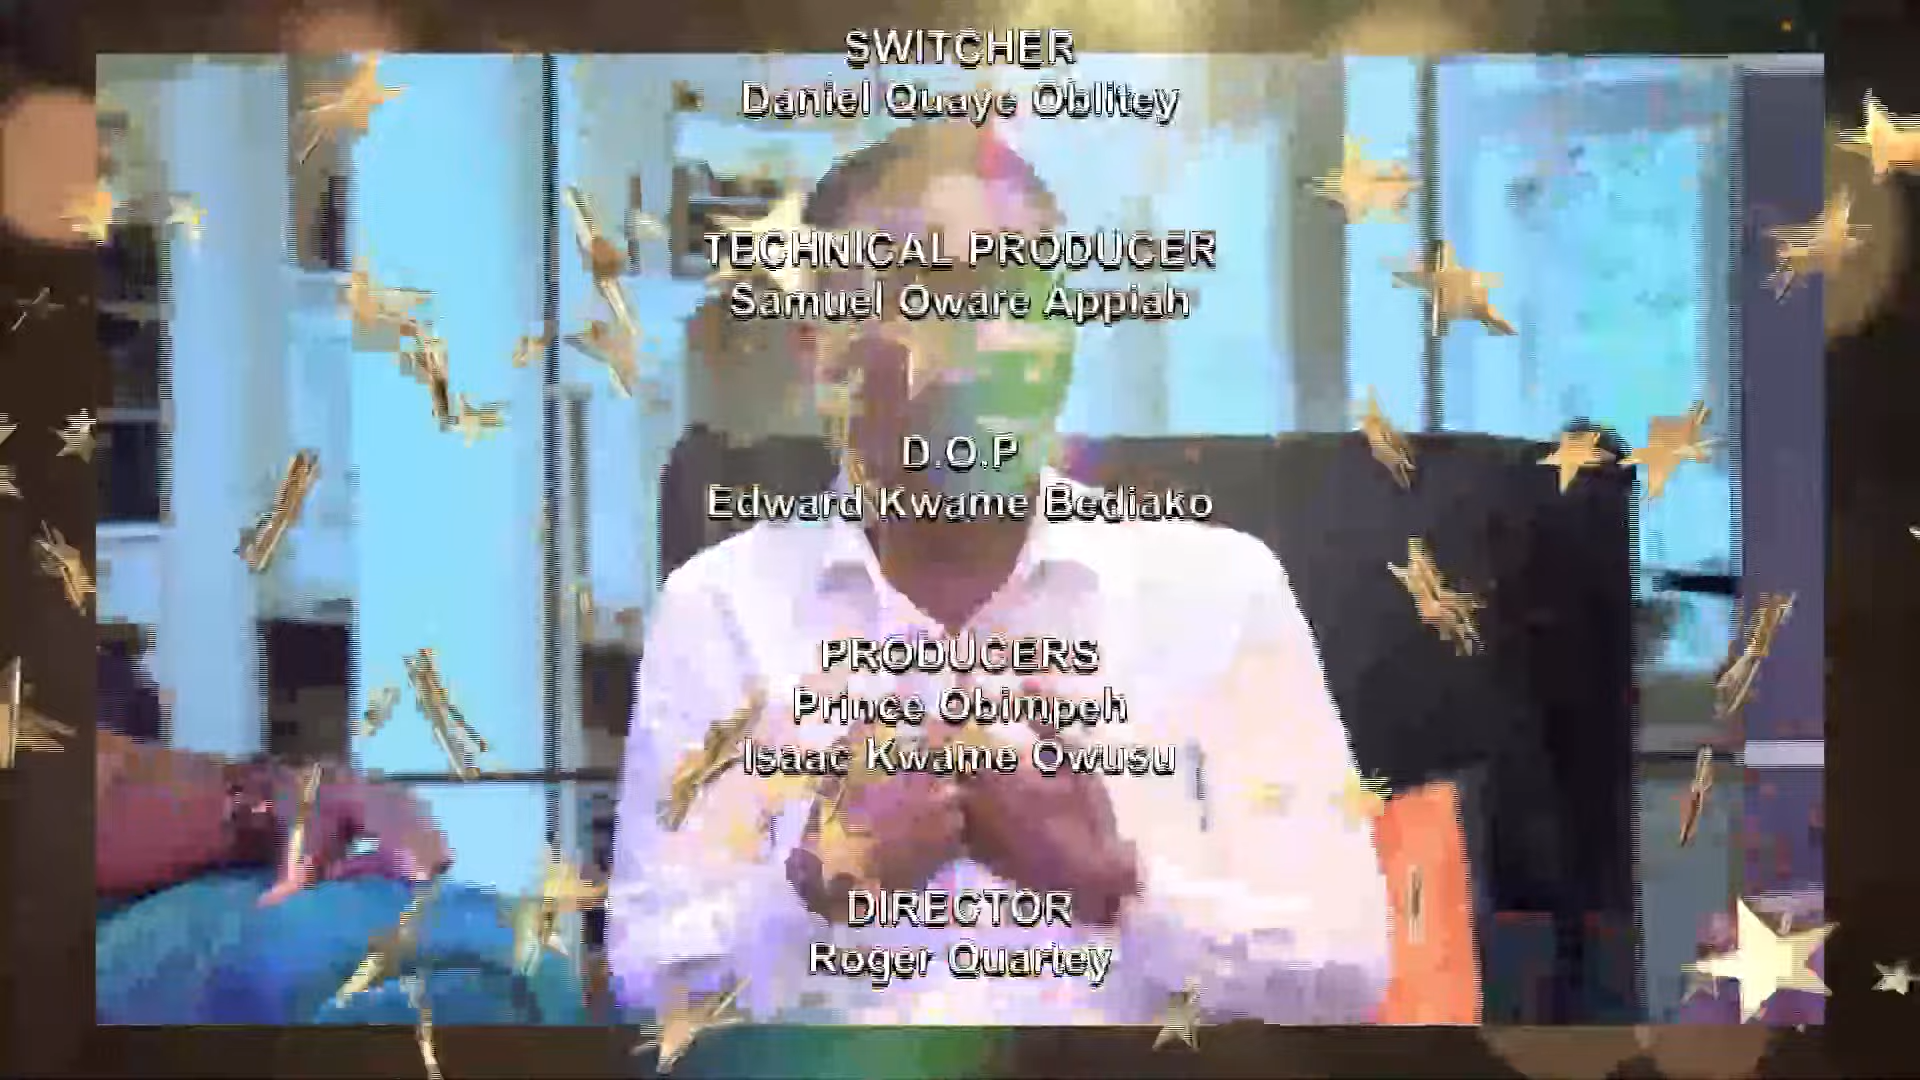 SWITCHER
Daniel Quaye Oblitey
TECHNICAL PRODUCER
Samuel Oware Appiah
D.O.P
Edward Kwame Bediako
PRODUCERS
Prince Obimpeh
Isaac Kwame Owusu
DIRECTOR
Roger Quartey